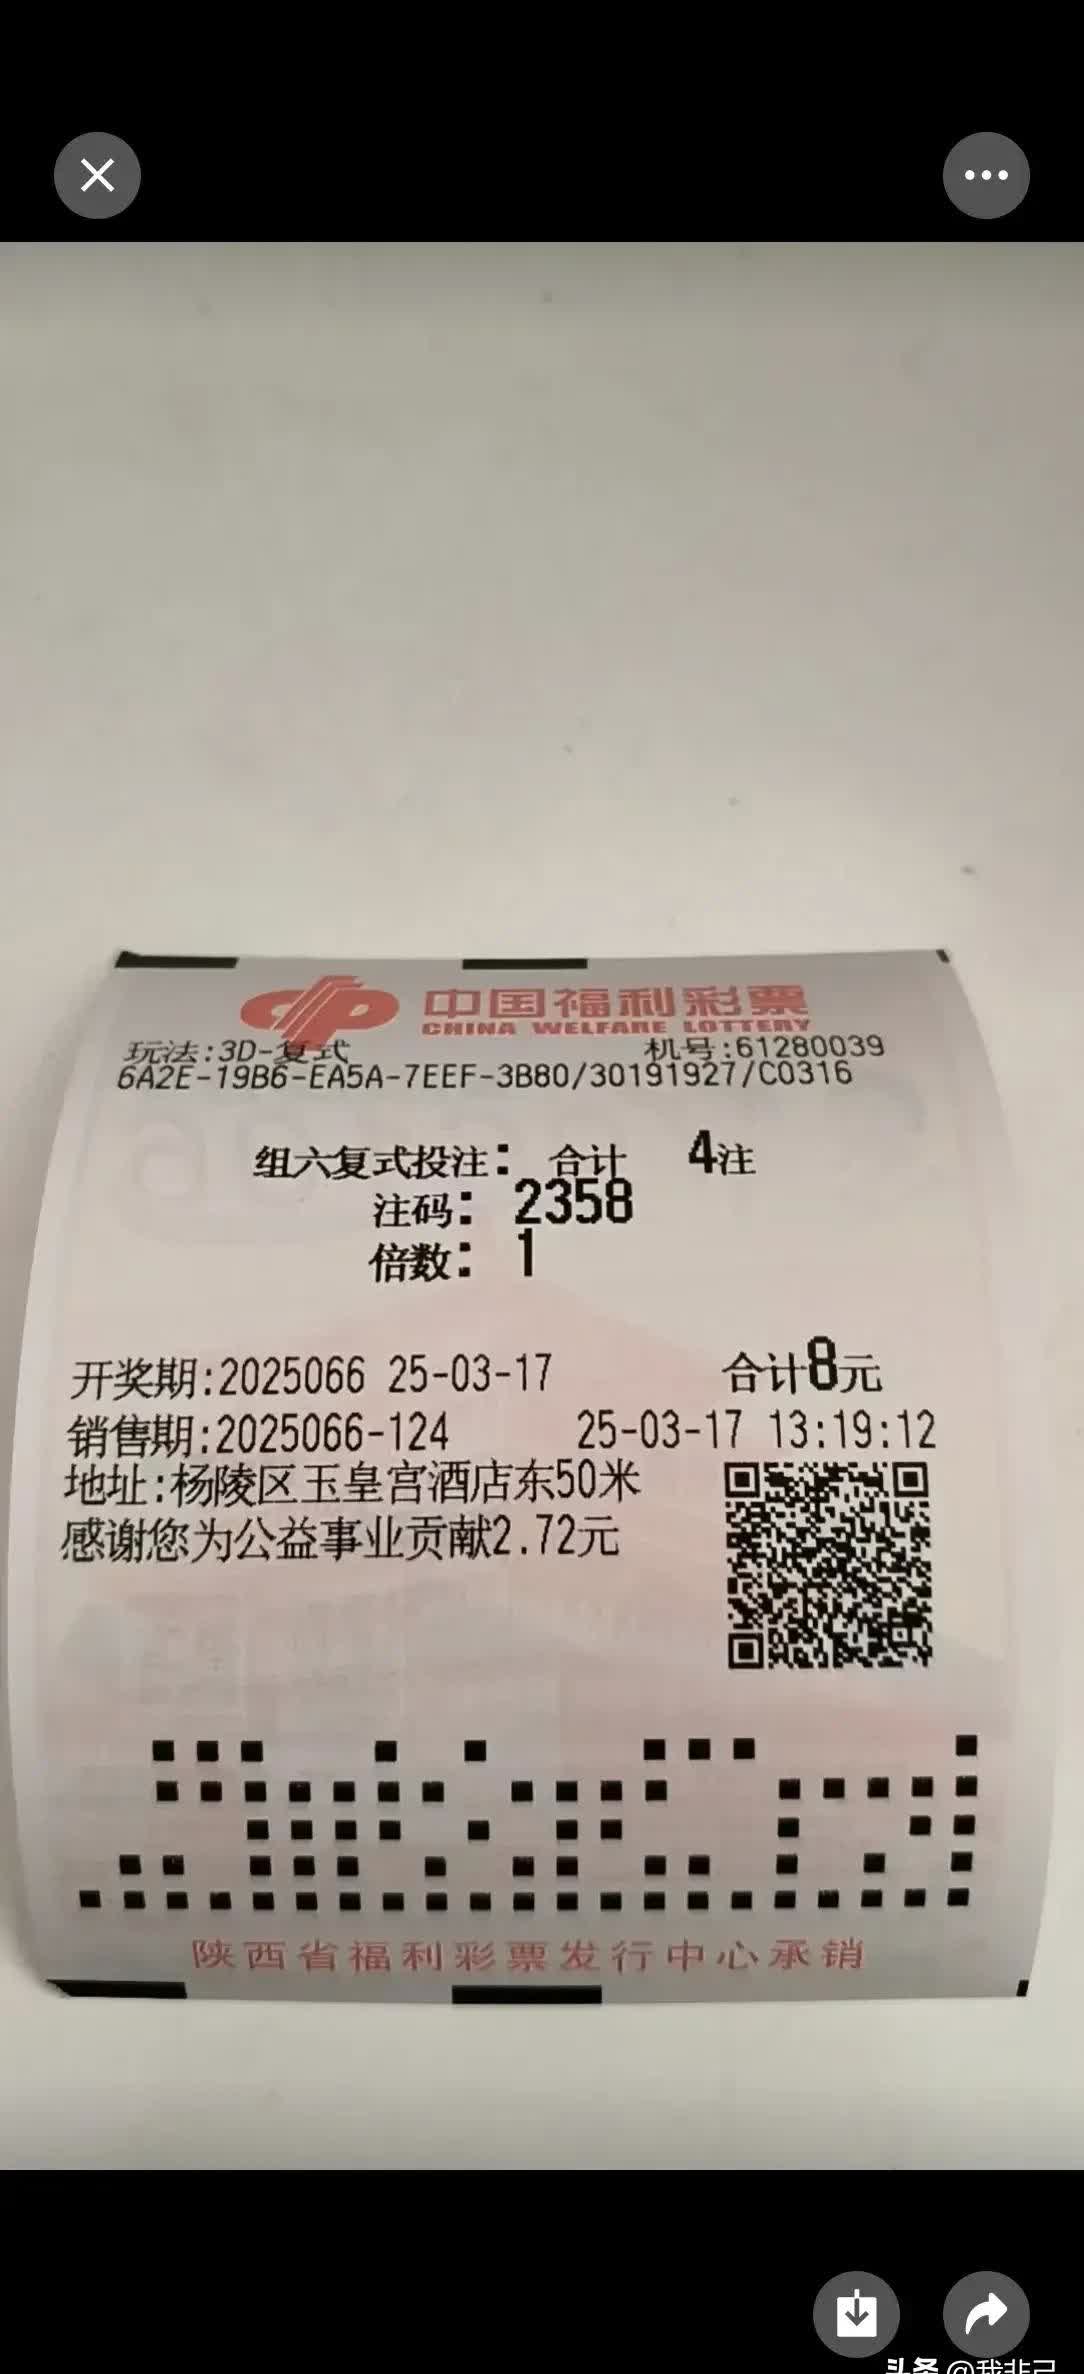 中国福利彩票
CHINA WELFARE LOTTERY
玩法:3D-复式 机号:61280039
6A2E-19B6-EA5A-7EEF-3B80/30191927/C0316
组六复式投注: 合计 4注
注码: 2358
倍数: 1
开奖期:2025066 25-03-17 合计8元
销售期:2025066-124 25-03-17 13:19:12
地址:杨陵区玉皇宫酒店东50米
感谢您为公益事业贡献2.72元
陕西省福利彩票发行中心承销
头条 @我非己